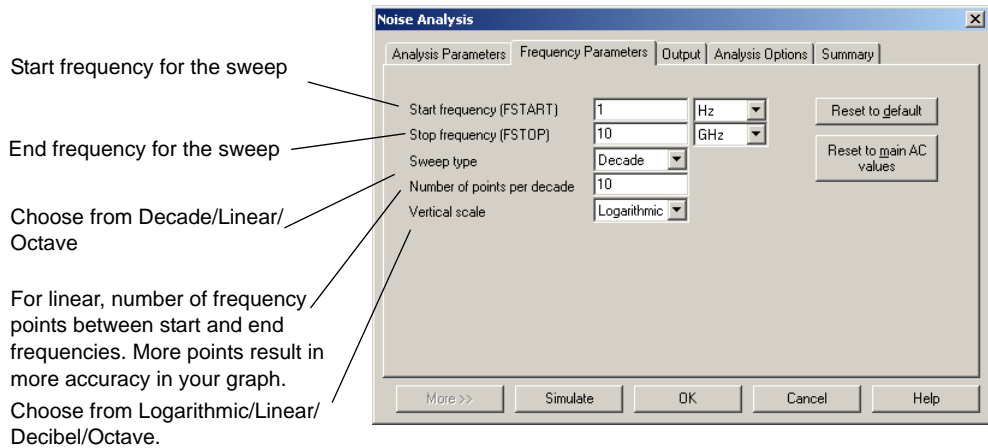 Noise Analysis
Analysis Parameters Frequency Parameters Output Analysis Options Summary
Start frequency for the sweep
End frequency for the sweep
Choose from Decade/Linear/
Octave
For linear, number of frequency
points between start and end
frequencies. More points result in
more accuracy in your graph.
Choose from Logarithmic/Linear/
Decibel/Octave.
Start frequency (FSTART) 1 Hz
Stop frequency (FSTOP) 10 GHz
Sweep type Decade
Number of points per decade 10
Vertical scale Logarithmic
Reset to default
Reset to main AC
values
More >> Simulate OK Cancel Help